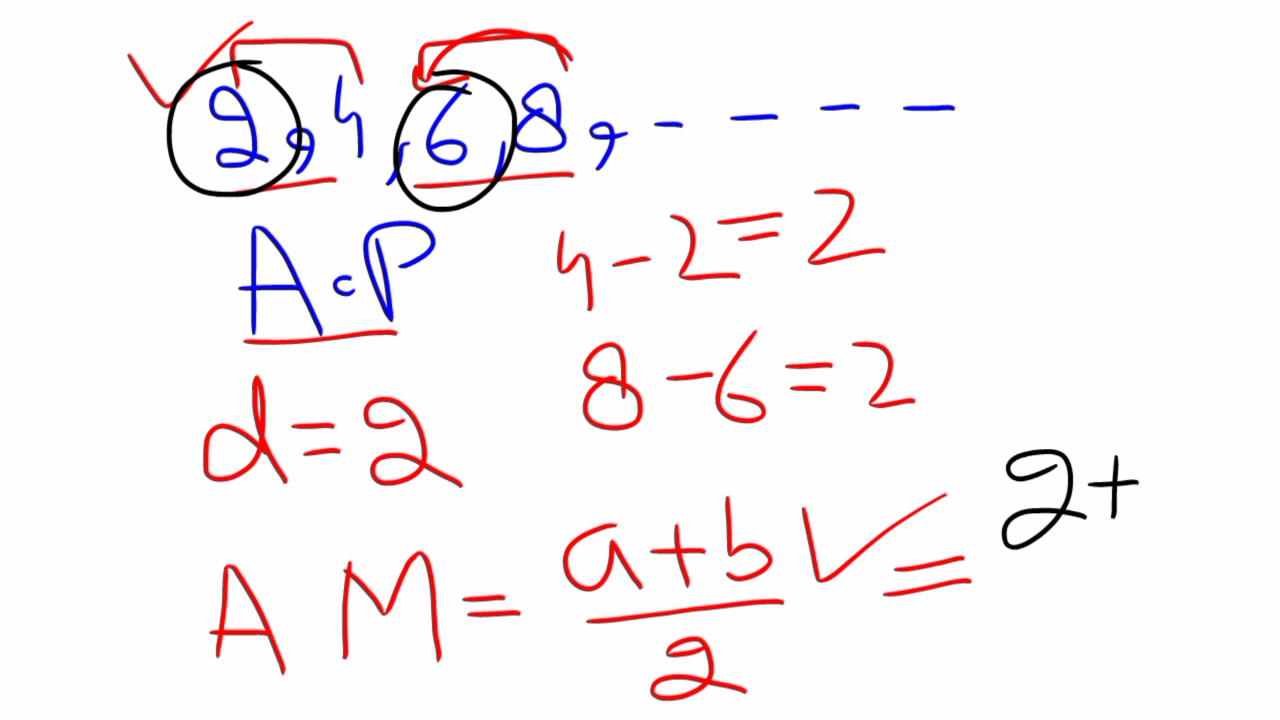 2, 4, 6, 8, - - - -
A.P
4 - 2 = 2
8 - 6 = 2
d = 2
AM = a+b/2 = 2+